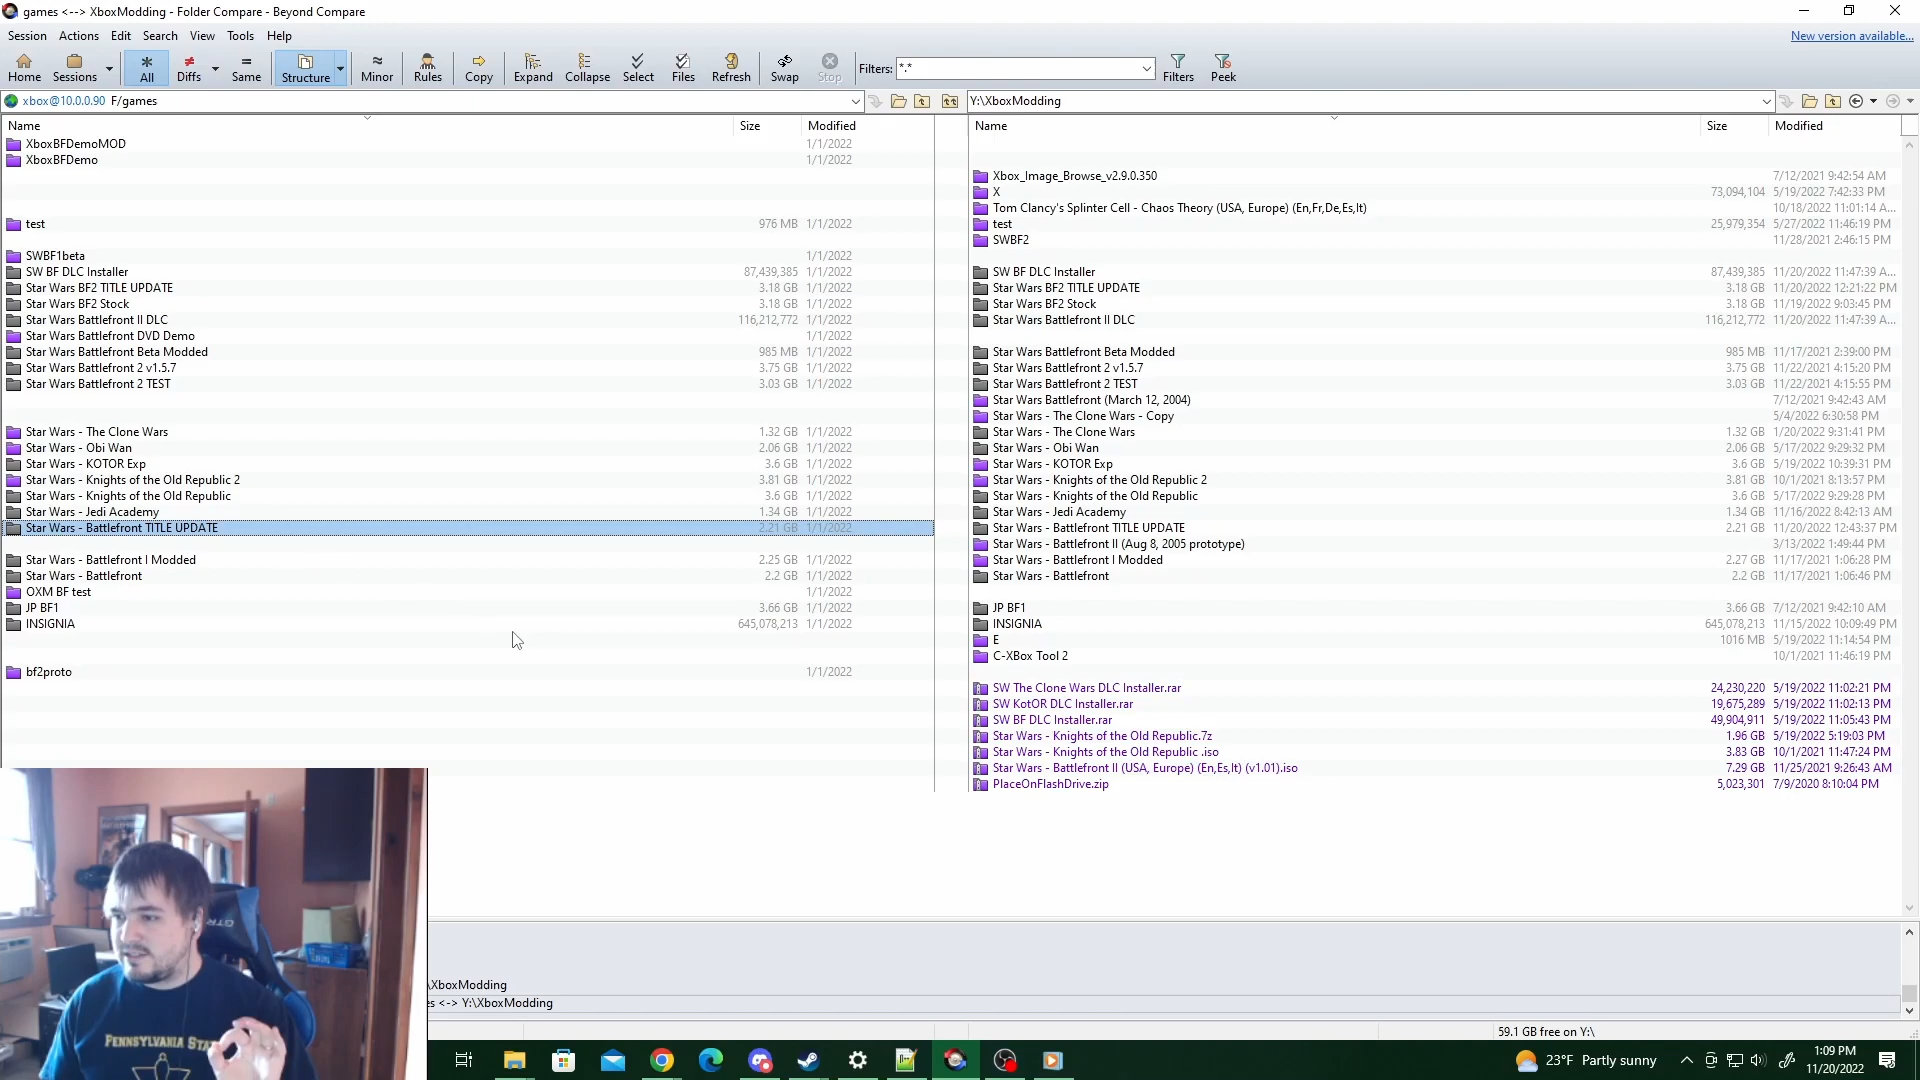 games <--> XboxModding - Folder Compare - Beyond Compare
Session Actions Edit Search View Tools Help
New version available...
Home Sessions All Diffs Same Structure Minor Rules Copy Expand Collapse Select Files Refresh Swap Stop Filters: *.* Filters Peek
xbox@10.0.0.90 F/games
Y:\XboxModding
Name Size Modified
Name Size Modified
XboxBFDemoMOD 1/1/2022
XboxBFDemo 1/1/2022
Xbox_Image_Browse_v2.9.0.350 7/12/2021 9:42:54 AM
X 73,094,104 5/19/2022 7:42:33 PM
Tom Clancy's Splinter Cell - Chaos Theory (USA, Europe) (En,Fr,De,Es,It) 10/18/2022 11:01:14 A...
test 976 MB 1/1/2022
test 25,979,354 5/27/2022 11:46:19 PM
SWBF2 11/28/2021 2:46:15 PM
SWBF1beta 1/1/2022
SW BF DLC Installer 87,439,385 1/1/2022
SW BF DLC Installer 87,439,385 11/20/2022 11:47:39 A...
Star Wars BF2 TITLE UPDATE 3.18 GB 1/1/2022
Star Wars BF2 TITLE UPDATE 3.18 GB 11/20/2022 12:21:22 PM
Star Wars BF2 Stock 3.18 GB 1/1/2022
Star Wars BF2 Stock 3.18 GB 11/19/2022 9:03:45 PM
Star Wars Battlefront II DLC 116,212,772 1/1/2022
Star Wars Battlefront II DLC 116,212,772 11/20/2022 11:47:39 A...
Star Wars Battlefront DVD Demo 1/1/2022
Star Wars Battlefront Beta Modded 985 MB 1/1/2022
Star Wars Battlefront Beta Modded 985 MB 11/17/2021 2:39:00 PM
Star Wars Battlefront 2 v1.5.7 3.75 GB 1/1/2022
Star Wars Battlefront 2 v1.5.7 3.75 GB 11/22/2021 4:15:20 PM
Star Wars Battlefront 2 TEST 3.03 GB 1/1/2022
Star Wars Battlefront 2 TEST 3.03 GB 11/22/2021 4:15:55 PM
Star Wars Battlefront (March 12, 2004) 7/12/2021 9:42:43 AM
Star Wars - The Clone Wars - Copy 5/4/2022 6:30:58 PM
Star Wars - The Clone Wars 1.32 GB 1/1/2022
Star Wars - The Clone Wars 1.32 GB 1/20/2022 9:31:41 PM
Star Wars - Obi Wan 2.06 GB 1/1/2022
Star Wars - Obi Wan 2.06 GB 5/17/2022 9:29:32 PM
Star Wars - KOTOR Exp 3.6 GB 1/1/2022
Star Wars - KOTOR Exp 3.6 GB 5/19/2022 10:39:31 PM
Star Wars - Knights of the Old Republic 2 3.81 GB 1/1/2022
Star Wars - Knights of the Old Republic 2 3.81 GB 10/1/2021 8:13:57 PM
Star Wars - Knights of the Old Republic 3.6 GB 1/1/2022
Star Wars - Knights of the Old Republic 3.6 GB 5/17/2022 9:29:28 PM
Star Wars - Jedi Academy 1.34 GB 1/1/2022
Star Wars - Jedi Academy 1.34 GB 11/16/2022 8:42:13 AM
Star Wars - Battlefront TITLE UPDATE 2.21 GB 1/1/2022
Star Wars - Battlefront TITLE UPDATE 2.21 GB 11/20/2022 12:43:37 PM
Star Wars - Battlefront II (Aug 8, 2005 prototype) 3/13/2022 1:49:44 PM
Star Wars - Battlefront I Modded 2.25 GB 1/1/2022
Star Wars - Battlefront I Modded 2.27 GB 11/17/2021 1:06:28 PM
Star Wars - Battlefront 2.2 GB 1/1/2022
Star Wars - Battlefront 2.2 GB 11/17/2021 1:06:46 PM
OXM BF test 1/1/2022
JP BF1 3.66 GB 1/1/2022
JP BF1 3.66 GB 7/12/2021 9:42:10 AM
INSIGNIA 645,078,213 1/1/2022
INSIGNIA 645,078,213 11/15/2022 10:09:49 PM
E 1016 MB 5/19/2022 11:14:54 PM
C-XBox Tool 2 10/1/2021 11:46:19 PM
bf2proto 1/1/2022
SW The Clone Wars DLC Installer.rar 24,230,220 5/19/2022 11:02:21 PM
SW KotOR DLC Installer.rar 19,675,289 5/19/2022 11:02:13 PM
SW BF DLC Installer.rar 49,904,911 5/19/2022 11:05:43 PM
Star Wars - Knights of the Old Republic.7z 1.96 GB 5/19/2022 5:19:03 PM
Star Wars - Knights of the Old Republic .iso 3.83 GB 10/1/2021 11:47:24 PM
Star Wars - Battlefront II (USA, Europe) (En,Es,It) (v1.01).iso 7.29 GB 11/25/2021 9:26:43 AM
PlaceOnFlashDrive.zip 5,023,301 7/9/2020 8:10:04 PM
\XboxModding
es <-> Y:\XboxModding
59.1 GB free on Y:\
GTR
PENNSYLVANIA STA
23°F Partly sunny
1:09 PM
11/20/2022